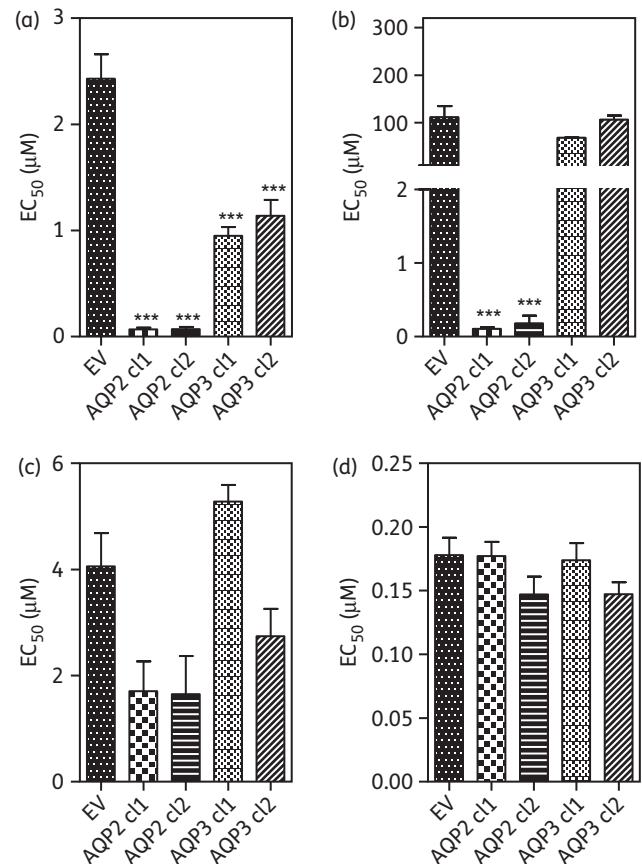 (a)
3
2
1
0
EC50 (µM)
***
***
***
***
EV
AQP2 cl1
AQP2 cl2
AQP3 cl1
AQP3 cl2
(b)
300
200
100
2
1
0
EC50 (µM)
***
***
EV
AQP2 cl1
AQP2 cl2
AQP3 cl1
AQP3 cl2
(c)
6
4
2
0
EC50 (µM)
EV
AQP2 cl1
AQP2 cl2
AQP3 cl1
AQP3 cl2
(d)
0.25
0.20
0.15
0.10
0.05
0.00
EC50 (µM)
EV
AQP2 cl1
AQP2 cl2
AQP3 cl1
AQP3 cl2